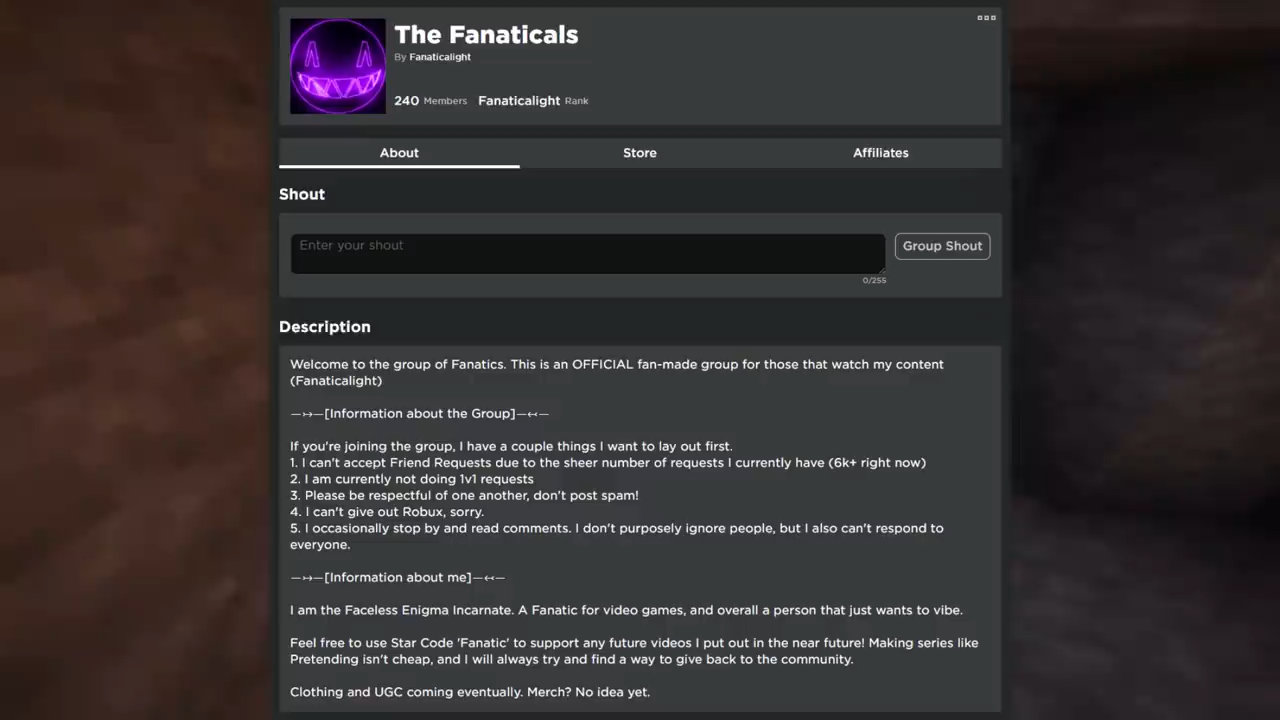 The Fanaticals
By Fanaticalight
240 Members Fanaticalight Rank
About Store Affiliates
Shout
Enter your shout
Group Shout
0/255
Description
Welcome to the group of Fanatics. This is an OFFICIAL fan-made group for those that watch my content
(Fanaticalight)
—↣—[Information about the Group]—↢—
If you're joining the group, I have a couple things I want to lay out first.
1. I can't accept Friend Requests due to the sheer number of requests I currently have (6k+ right now)
2. I am currently not doing 1v1 requests
3. Please be respectful of one another, don't post spam!
4. I can't give out Robux, sorry.
5. I occasionally stop by and read comments. I don't purposely ignore people, but I also can't respond to
everyone.
—↣—[Information about me]—↢—
I am the Faceless Enigma Incarnate. A Fanatic for video games, and overall a person that just wants to vibe.
Feel free to use Star Code 'Fanatic' to support any future videos I put out in the near future! Making series like
Pretending isn't cheap, and I will always try and find a way to give back to the community.
Clothing and UGC coming eventually. Merch? No idea yet.